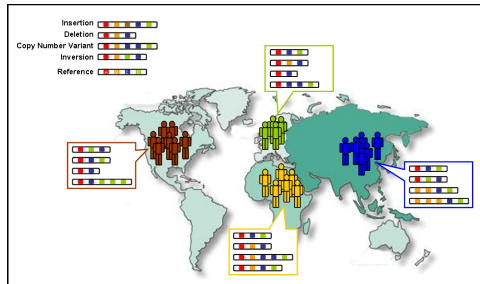 Insertion
Deletion
Copy Number Variant
Inversion
Reference